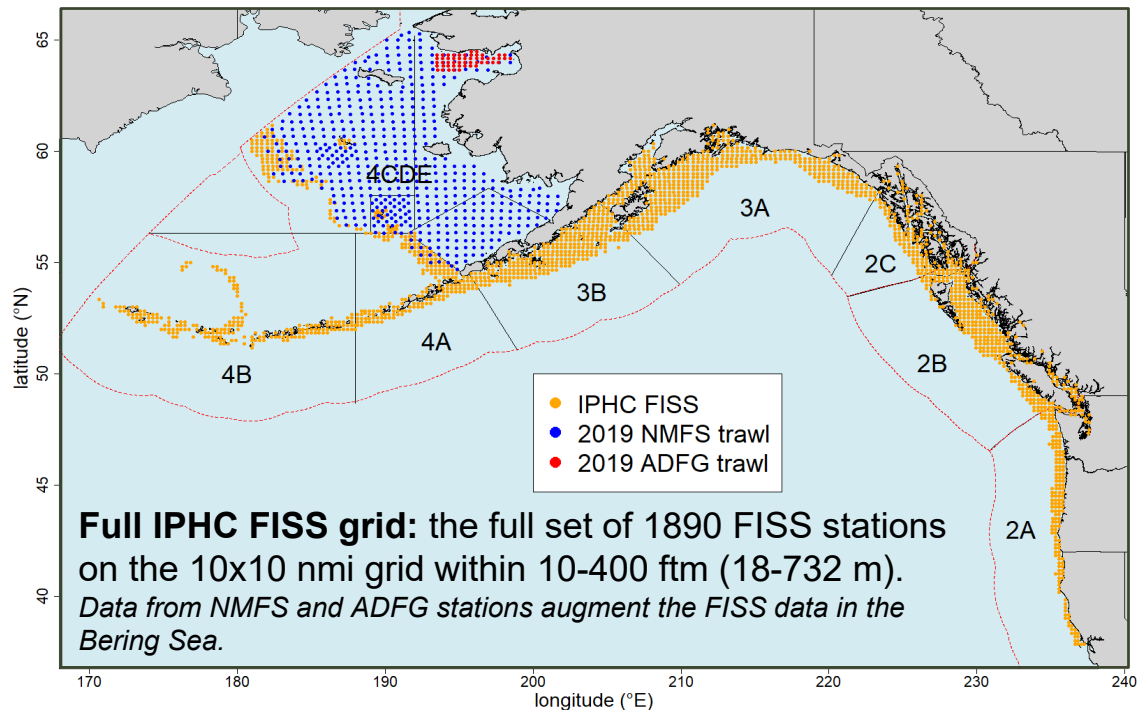 65
60
55
50
45
40
latitude (°N)
4CDE
3A
2C
3B
4A
4B
2B
2A
IPHC FISS
2019 NMFS trawl
2019 ADFG trawl
Full IPHC FISS grid: the full set of 1890 FISS stations
on the 10x10 nmi grid within 10-400 ftm (18-732 m).
Data from NMFS and ADFG stations augment the FISS data in the
Bering Sea.
170 180 190 200 210 220 230 240
longitude (°E)